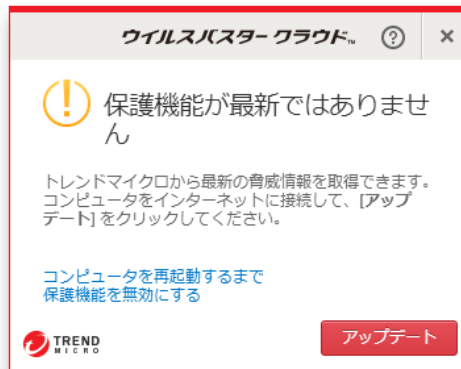 ウイルスバスター クラウド™
保護機能が最新ではありませ
ん
トレンドマイクロから最新の脅威情報を取得できます。
コンピュータをインターネットに接続して、[アップ
デート] をクリックしてください。
コンピュータを再起動するまで
保護機能を無効にする
TREND
MICRO
アップデート